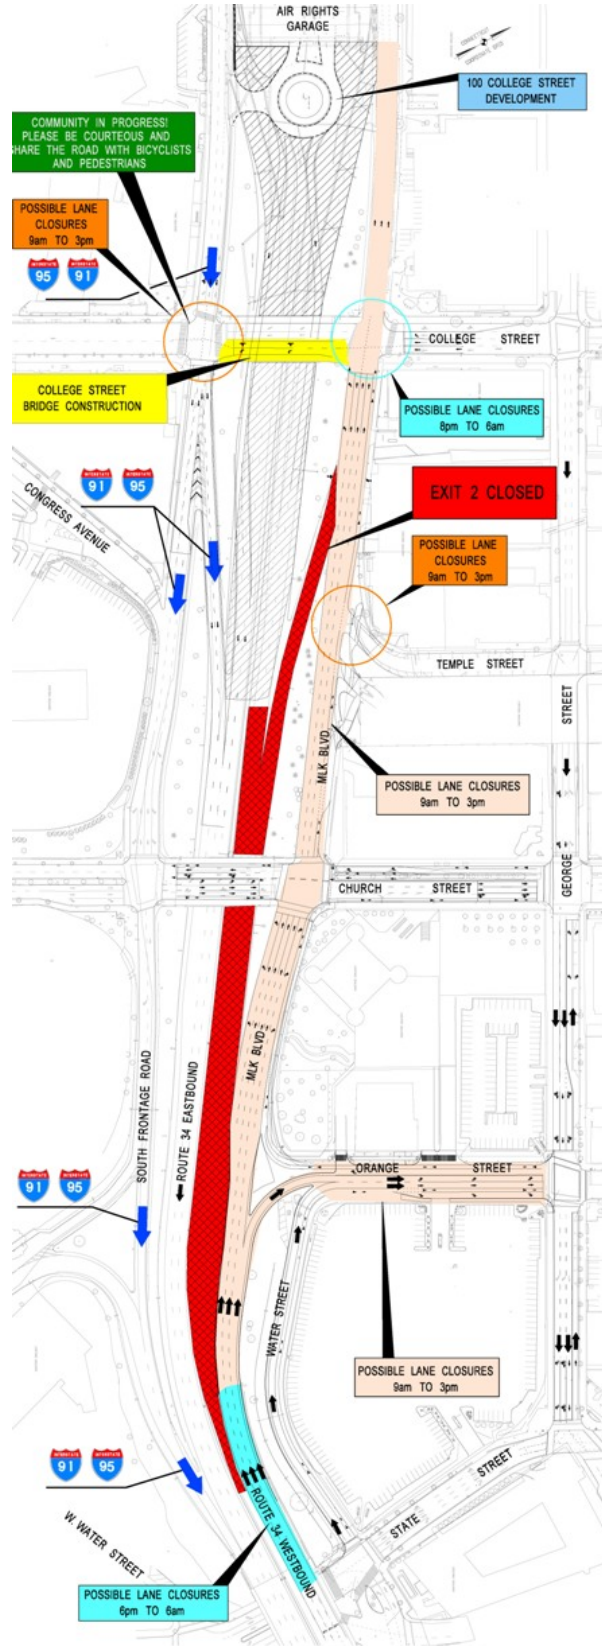 AIR RIGHTS
GARAGE
100 COLLEGE STREET
DEVELOPMENT
COMMUNITY IN PROGRESS!
PLEASE BE COURTEOUS AND
SHARE THE ROAD WITH BICYCLISTS
AND PEDESTRIANS
POSSIBLE LANE
CLOSURES
9am TO 3pm
95 91
COLLEGE STREET
COLLEGE STREET
BRIDGE CONSTRUCTION
POSSIBLE LANE CLOSURES
8pm TO 6am
91 95
CONGRESS AVENUE
EXIT 2 CLOSED
POSSIBLE LANE
CLOSURES
9am TO 3pm
TEMPLE STREET
MLK BLVD
POSSIBLE LANE CLOSURES
9am TO 3pm
GEORGE STREET
CHURCH STREET
MLK BLVD
SOUTH FRONTAGE ROAD
ROUTE 34 EASTBOUND
ORANGE STREET
91 95
WATER STREET
POSSIBLE LANE CLOSURES
9am TO 3pm
91 95
STATE STREET
ROUTE 34 WESTBOUND
W. WATER STREET
POSSIBLE LANE CLOSURES
6pm TO 6am